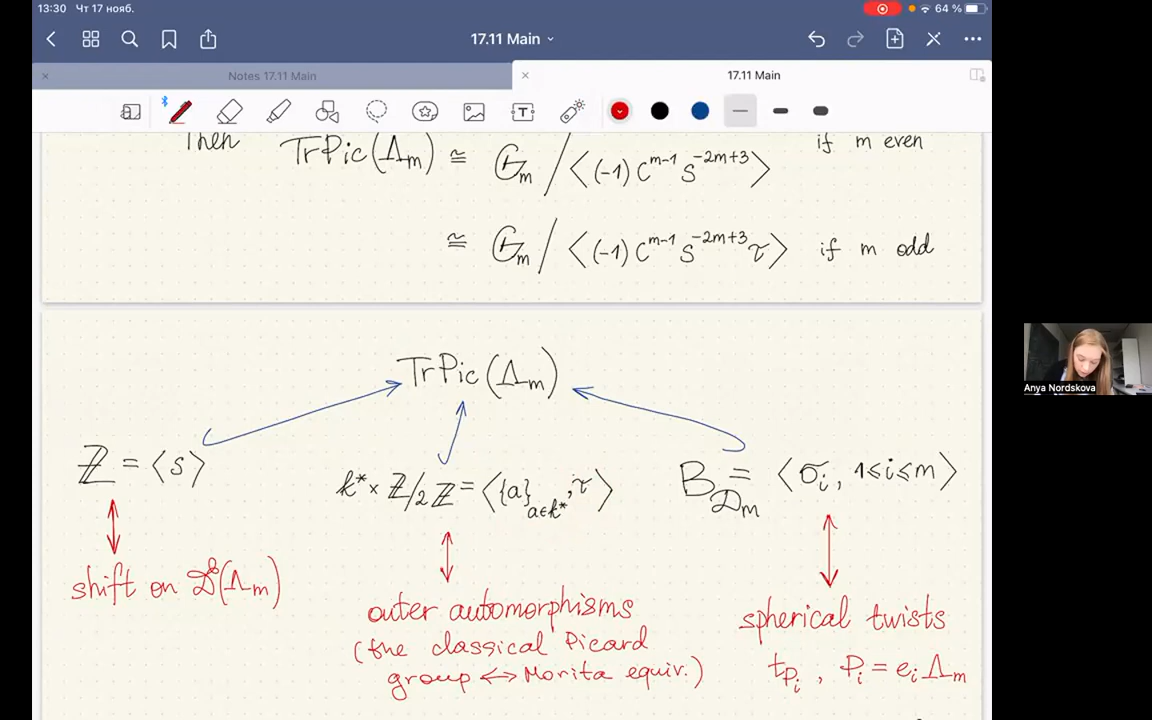 13:30 Чт 17 нояб.
64 %
17.11 Main
Notes 17.11 Main
17.11 Main
Then TrPic(Λₘ) ≅ Gₘ / ⟨(-1) C^{m-1} S^{-2m+3}⟩ if m even
≅ Gₘ / ⟨(-1) C^{m-1} S^{-2m+3} τ⟩ if m odd
TrPic(Λₘ)
ℤ = ⟨s⟩
k* × ℤ/2ℤ = ⟨{a}_{a∈k*}, τ⟩
B_{𝒟ₘ} = ⟨σᵢ, 1≤i≤m⟩
shift on 𝒟ᵇ(Λₘ)
outer automorphisms
(the classical Picard
group ↔ Morita equiv.)
spherical twists
t_{Pᵢ}, Pᵢ = eᵢΛₘ
Anya Nordskova